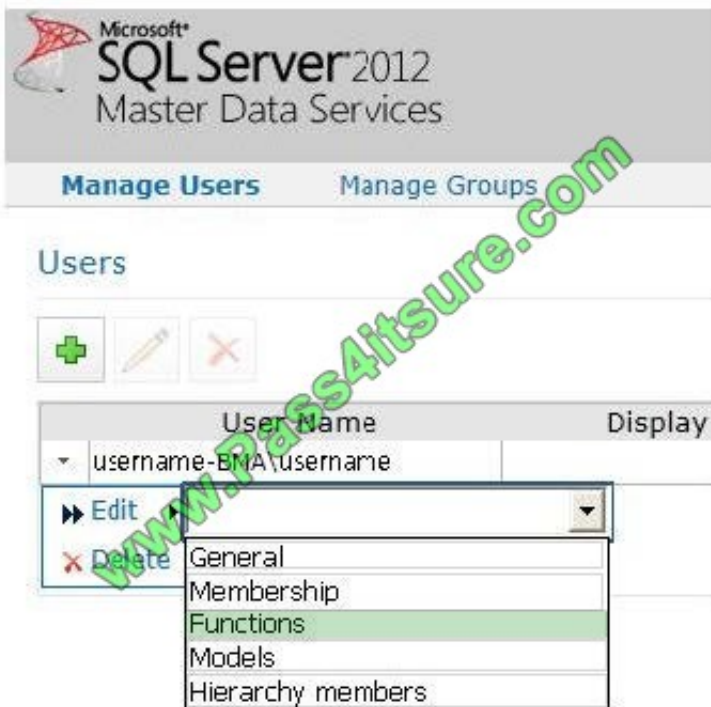 Microsoft®
SQL Server® 2012
Master Data Services
Manage Users Manage Groups
Users
User Name Display
username-BMA\username
Edit
Delete
General
Membership
Functions
Models
Hierarchy members
www.Pass4itsure.com